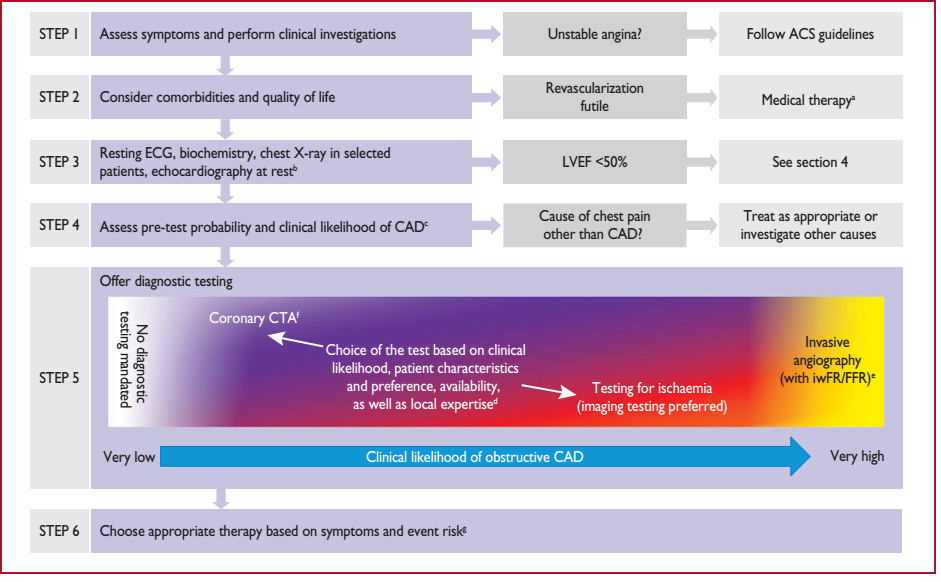 STEP 1
Assess symptoms and perform clinical investigations
Unstable angina?
Follow ACS guidelines
STEP 2
Consider comorbidities and quality of life
Revascularization
futile
Medical therapyᵃ
STEP 3
Resting ECG, biochemistry, chest X-ray in selected
patients, echocardiography at restᵇ
LVEF <50%
See section 4
STEP 4
Assess pre-test probability and clinical likelihood of CADᶜ
Cause of chest pain
other than CAD?
Treat as appropriate or
investigate other causes
STEP 5
Offer diagnostic testing
No diagnostic
testing mandated
Coronary CTAᶠ
Choice of the test based on clinical
likelihood, patient characteristics
and preference, availability,
as well as local expertiseᵈ
Testing for ischaemia
(imaging testing preferred)
Invasive
angiography
(with iwFR/FFR)ᵉ
Very low
Clinical likelihood of obstructive CAD
Very high
STEP 6
Choose appropriate therapy based on symptoms and event riskᵍ